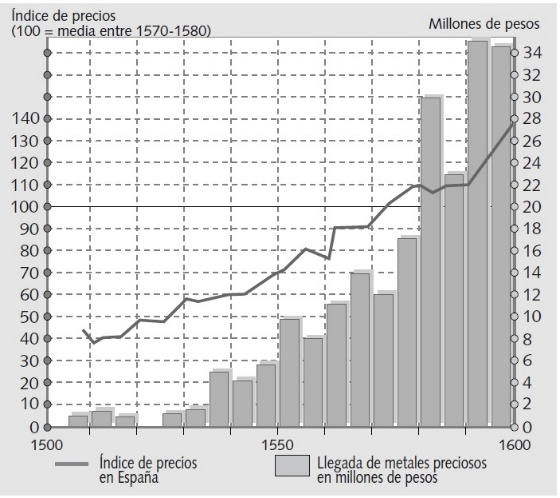 Índice de precios
(100 = media entre 1570-1580)
Millones de pesos
34
32
30
140 28
130 26
120 24
110 22
100 20
90 18
80 16
70 14
60 12
50 10
40 8
30 6
20 4
10 2
0 0
1500 1550 1600
Índice de precios
en España
Llegada de metales preciosos
en millones de pesos